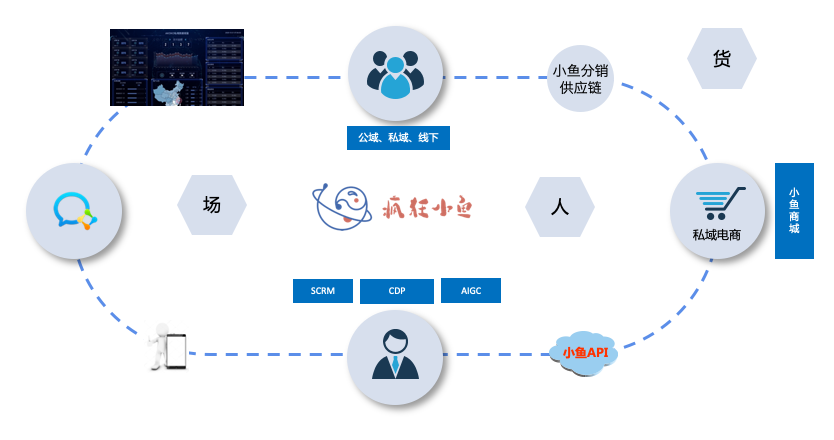 货
小鱼分销
供应链
公域、私域、线下
场
疯狂小鱼
人
私域电商
小鱼商城
SCRM
CDP
AIGC
小鱼API